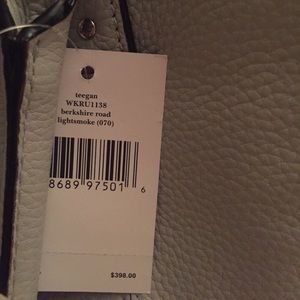 teegan
WKRU1138
berkshire road
lightsmoke (070)
8689 97501 6
$398.00